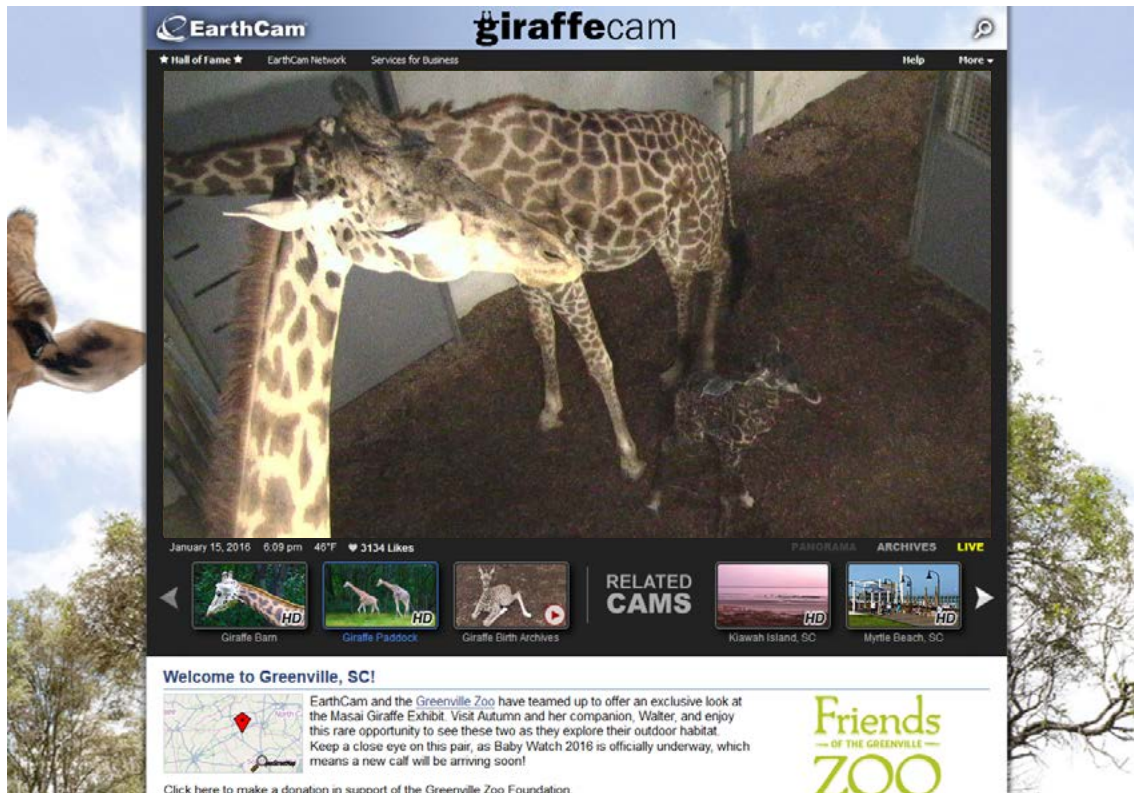 EarthCam
giraffecam
★ Hall of Fame ★ EarthCam Network Services for Business Help More
January 15, 2016 6:09 pm 46°F ♥ 3134 Likes PANORAMA ARCHIVES LIVE
HD HD HD HD
RELATED
CAMS
Giraffe Barn Giraffe Paddock Giraffe Birth Archives Kiawah Island, SC Myrtle Beach, SC
Welcome to Greenville, SC!
EarthCam and the Greenville Zoo have teamed up to offer an exclusive look at
the Masai Giraffe Exhibit. Visit Autumn and her companion, Walter, and enjoy
this rare opportunity to see these two as they explore their outdoor habitat.
Keep a close eye on this pair, as Baby Watch 2016 is officially underway, which
means a new calf will be arriving soon!
Click here to make a donation in support of the Greenville Zoo Foundation.
Friends
OF THE GREENVILLE
ZOO